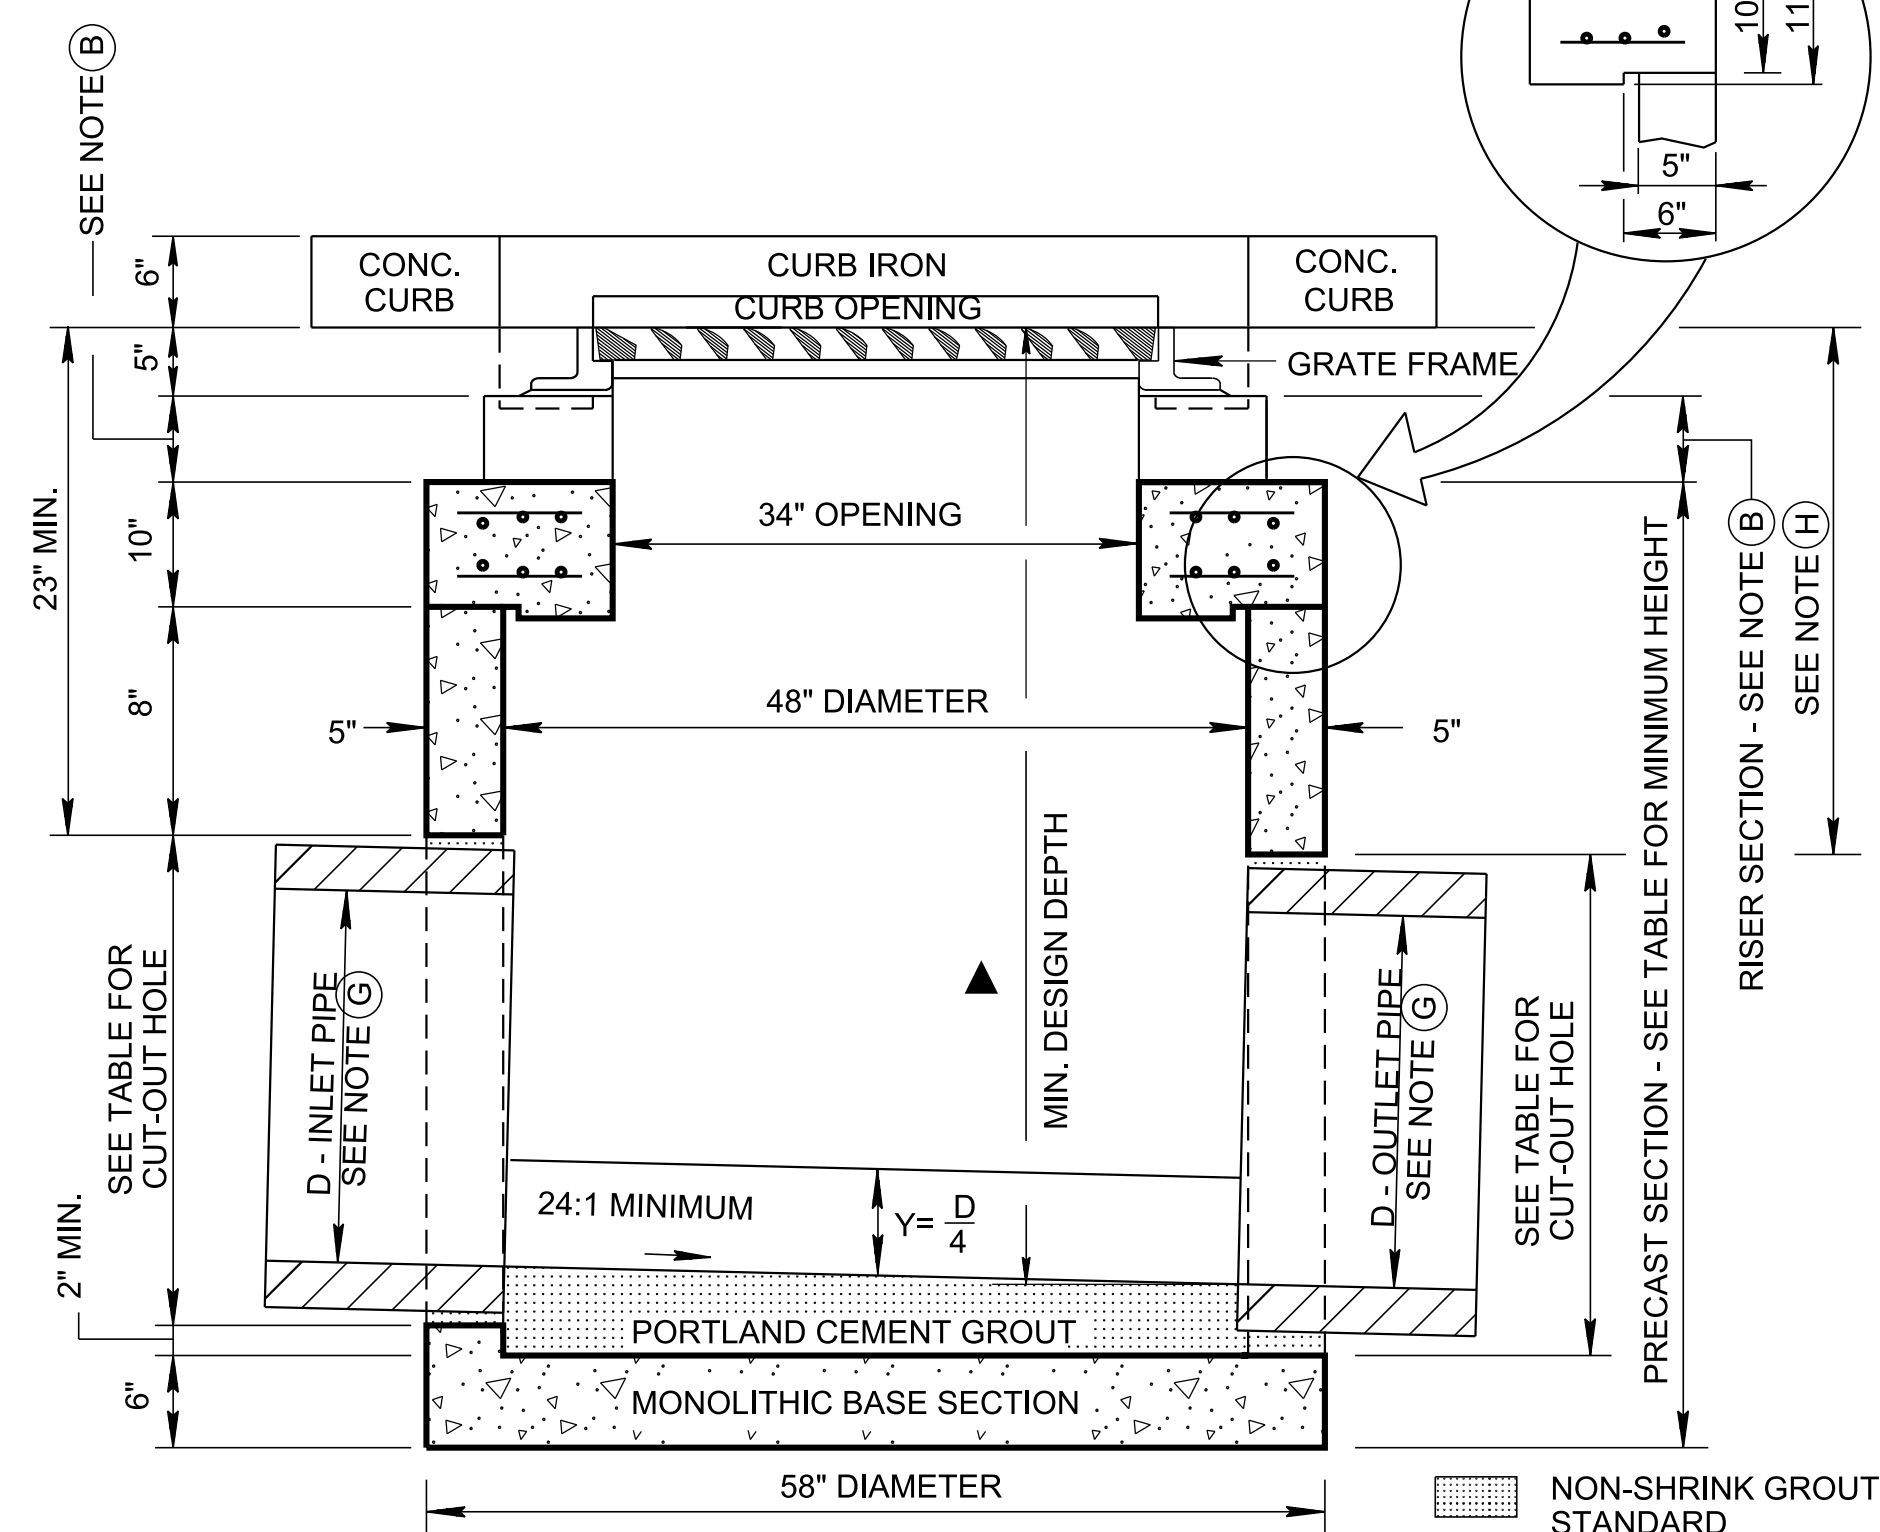 10
11
5"
6"
SEE NOTE B
6"
CONC.
CURB
CURB IRON
CURB OPENING
CONC.
CURB
5"
GRATE FRAME
23" MIN.
10"
34" OPENING
8"
5"
48" DIAMETER
5"
MIN. DESIGN DEPTH
RISER SECTION - SEE NOTE B
SEE NOTE H
PRECAST SECTION - SEE TABLE FOR MINIMUM HEIGHT
SEE TABLE FOR
CUT-OUT HOLE
D - INLET PIPE
SEE NOTE G
D - OUTLET PIPE
SEE NOTE G
SEE TABLE FOR
CUT-OUT HOLE
24:1 MINIMUM
Y= D
4
2" MIN.
PORTLAND CEMENT GROUT
6"
MONOLITHIC BASE SECTION
58" DIAMETER
NON-SHRINK GROUT
STANDARD